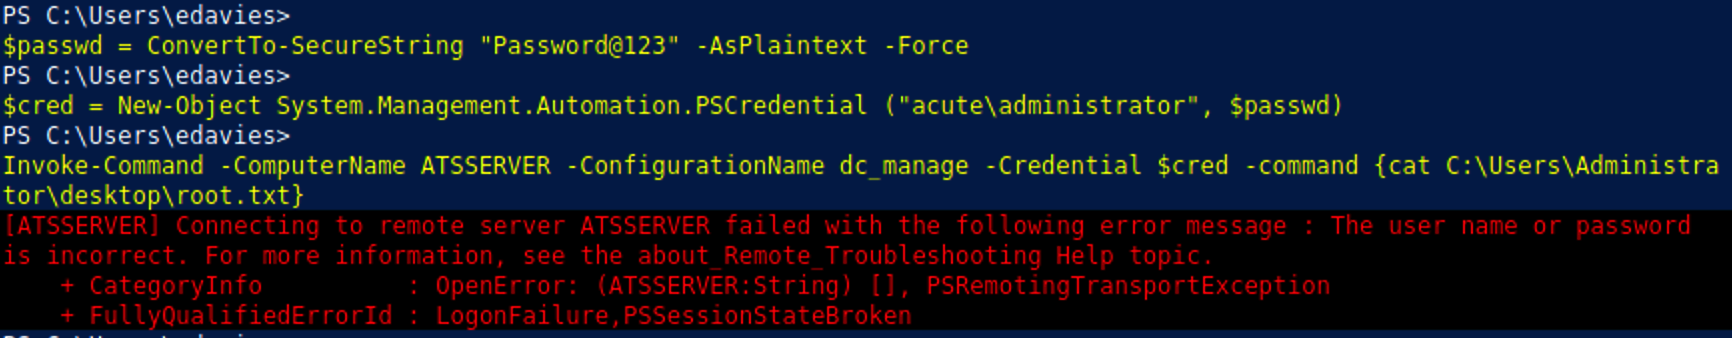 PS C:\Users\edavies>
$passwd = ConvertTo-SecureString "Password@123" -AsPlaintext -Force
PS C:\Users\edavies>
$cred = New-Object System.Management.Automation.PSCredential ("acute\administrator", $passwd)
PS C:\Users\edavies>
Invoke-Command -ComputerName ATSSERVER -ConfigurationName dc_manage -Credential $cred -command {cat C:\Users\Administra
tor\desktop\root.txt}
[ATSSERVER] Connecting to remote server ATSSERVER failed with the following error message : The user name or password
is incorrect. For more information, see the about_Remote_Troubleshooting Help topic.
    + CategoryInfo          : OpenError: (ATSSERVER:String) [], PSRemotingTransportException
    + FullyQualifiedErrorId : LogonFailure,PSSessionStateBroken